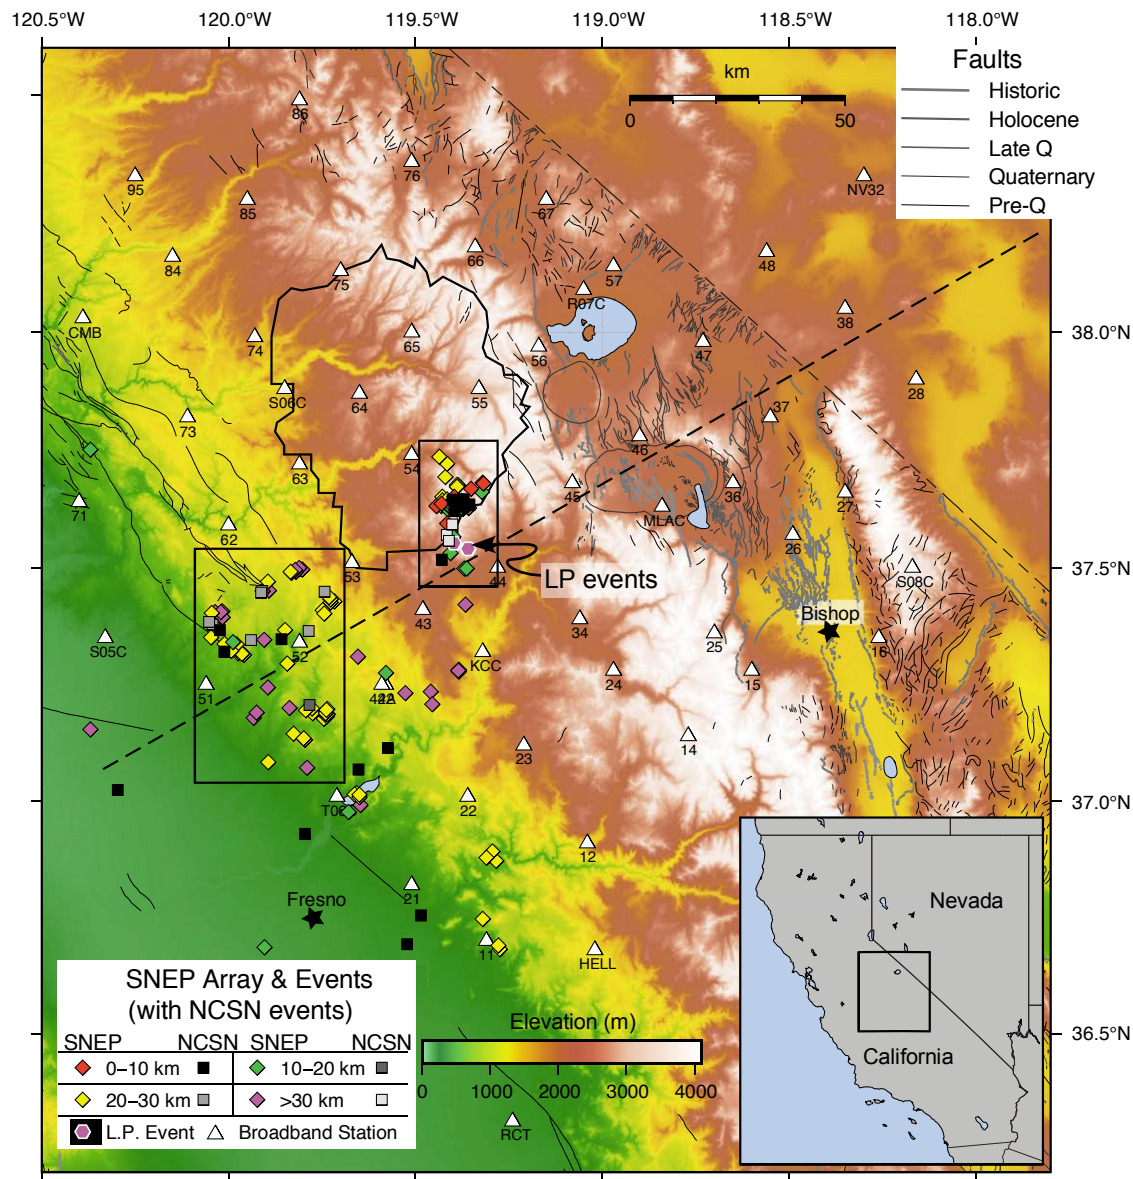 120.5°W 120.0°W 119.5°W 119.0°W 118.5°W 118.0°W
Faults
Historic
Holocene
Late Q
Quaternary
Pre-Q
km
0 50
86
76
95
85
67
NV32
84
66
48
57
75
R07C
CMB
38
74
65
56
47
38.0°N
S06C
64
55
28
73
37
46
54
63
45
36
27
71
MLAC
62
26
53
44
37.5°N
S08C
LP events
Bishop
43
34
S05C
52
25
16
KCC
24
15
51
42
14
23
T06
22
37.0°N
12
21
Fresno
11
HELL
SNEP Array & Events
(with NCSN events)
SNEP NCSN SNEP NCSN
0–10 km 10–20 km
20–30 km >30 km
L.P. Event Broadband Station
Elevation (m)
0 1000 2000 3000 4000
RCT
Nevada
California
36.5°N